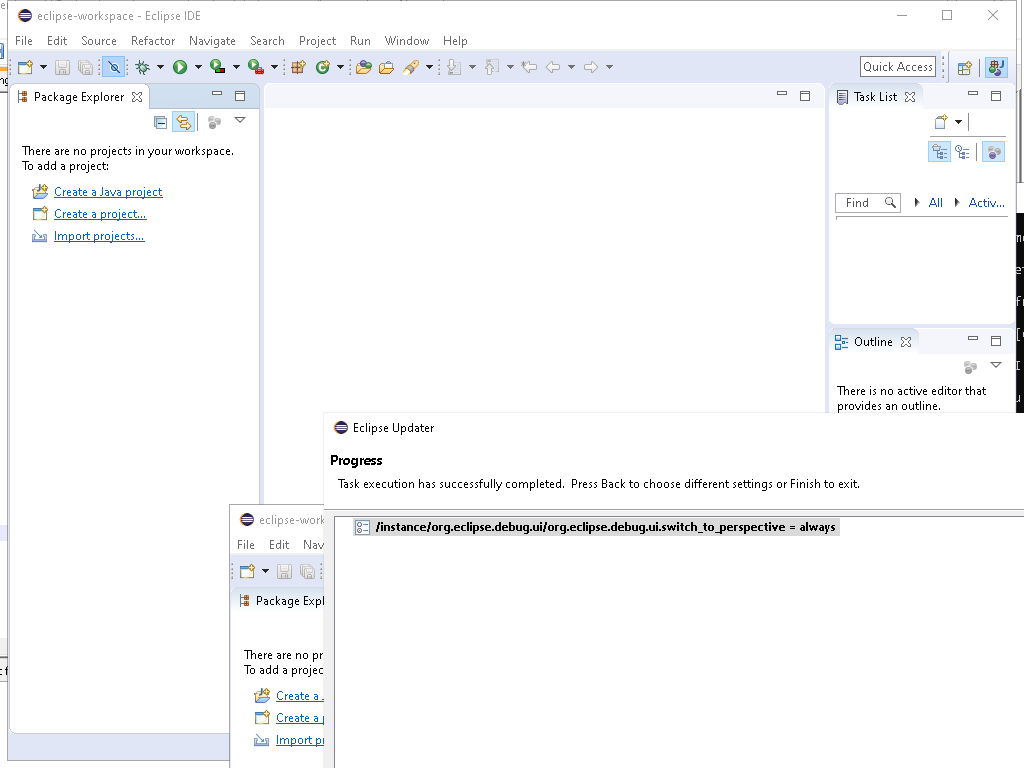 eclipse-workspace - Eclipse IDE
File Edit Source Refactor Navigate Search Project Run Window Help
Quick Access
Package Explorer
There are no projects in your workspace.
To add a project:
Create a Java project
Create a project...
Import projects...
Task List
Find
All
Activ...
Outline
There is no active editor that
provides an outline.
Eclipse Updater
Progress
Task execution has successfully completed. Press Back to choose different settings or Finish to exit.
/instance/org.eclipse.debug.ui/org.eclipse.debug.ui.switch_to_perspective = always
eclipse-work
File Edit Nav
Package Expl
There are no pr
To add a projec
Create a
Create a p
Import pr